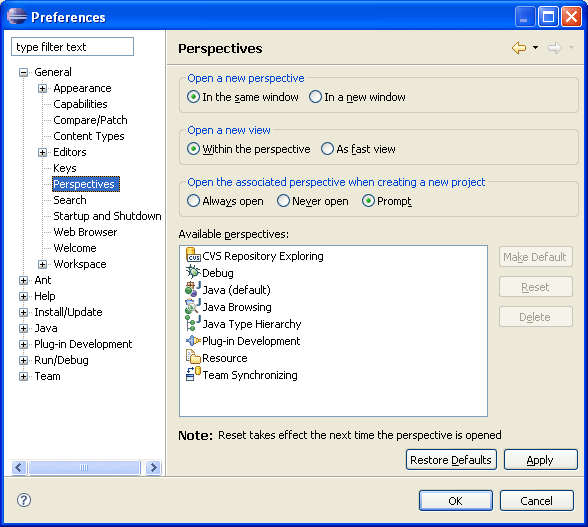 Preferences
type filter text
General
Appearance
Capabilities
Compare/Patch
Content Types
Editors
Keys
Perspectives
Search
Startup and Shutdown
Web Browser
Welcome
Workspace
Ant
Help
Install/Update
Java
Plug-in Development
Run/Debug
Team
Perspectives
Open a new perspective
In the same window In a new window
Open a new view
Within the perspective As fast view
Open the associated perspective when creating a new project
Always open Never open Prompt
Available perspectives:
CVS Repository Exploring
Debug
Java (default)
Java Browsing
Java Type Hierarchy
Plug-in Development
Resource
Team Synchronizing
Make Default
Reset
Delete
Note: Reset takes effect the next time the perspective is opened
Restore Defaults Apply
? OK Cancel